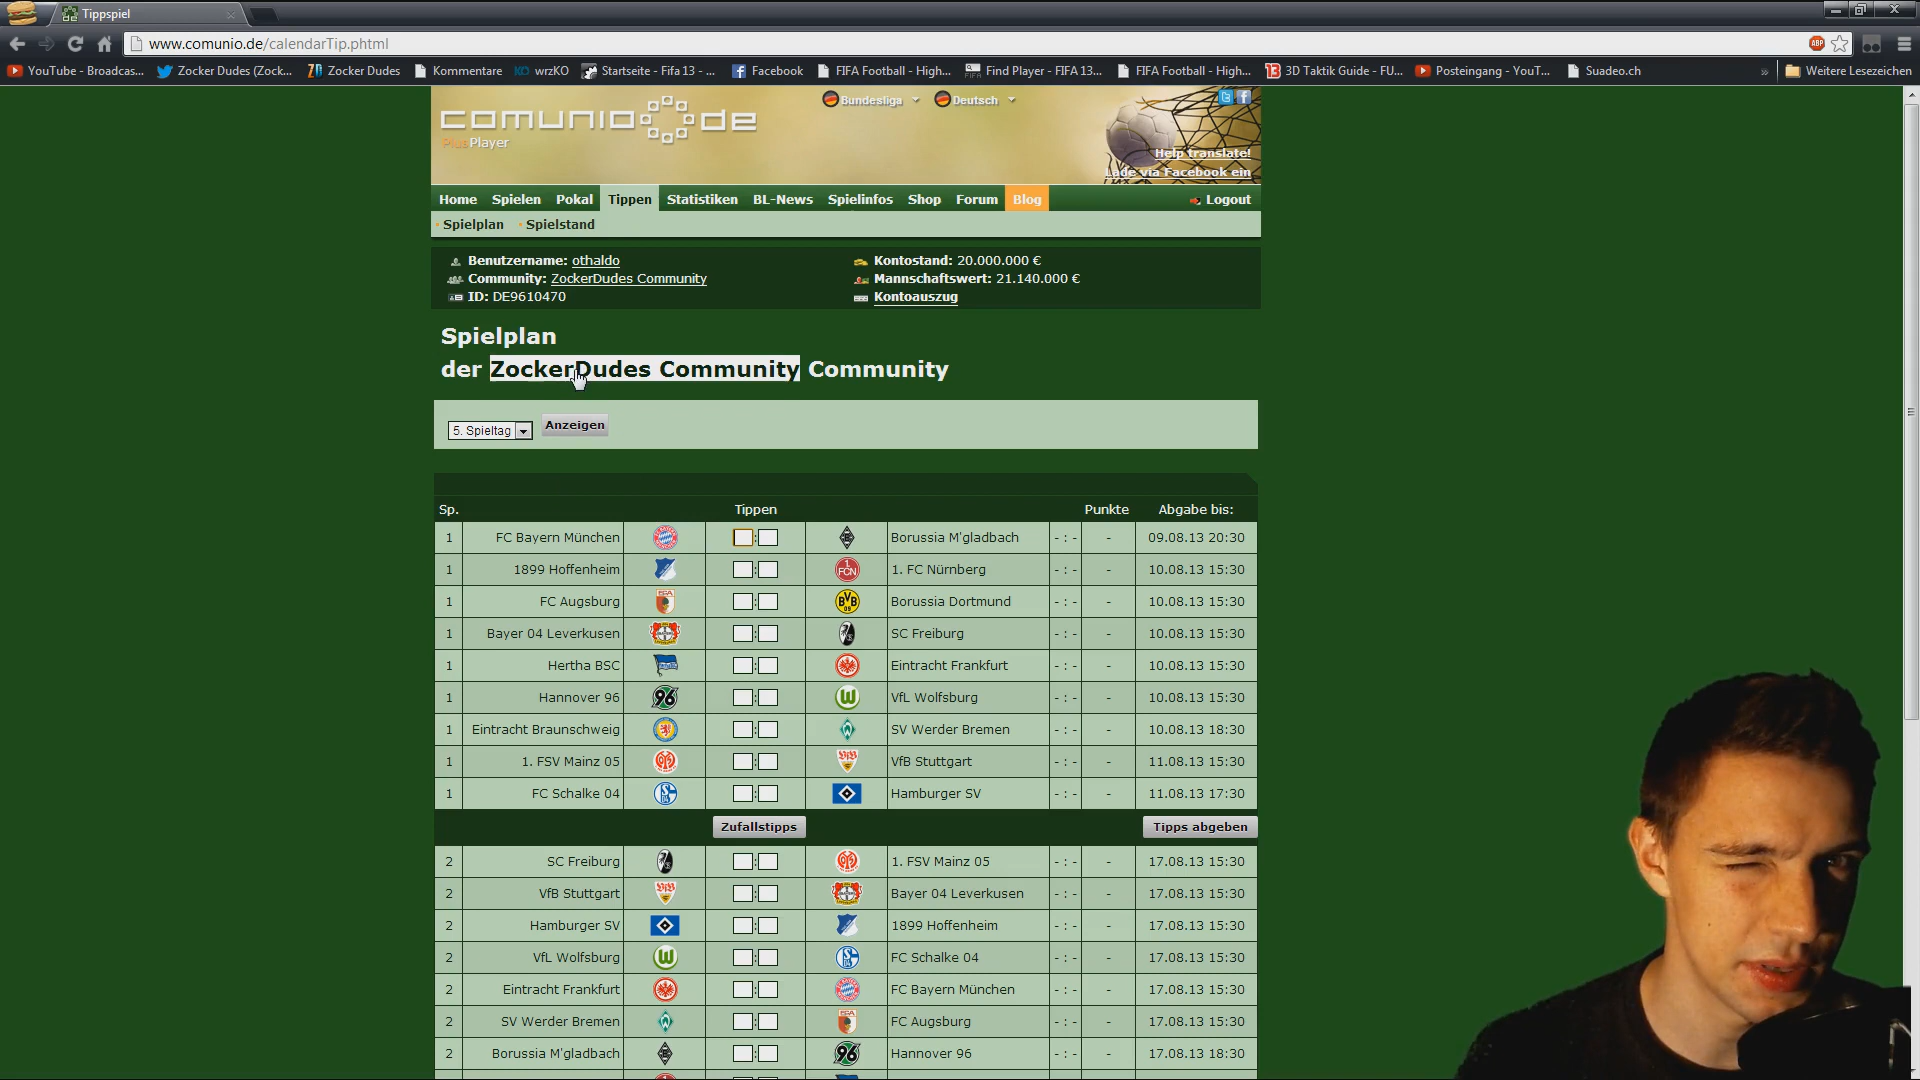 Tippspiel
www.comunio.de/calendarTip.phtml
ABP
YouTube - Broadcas... Zocker Dudes (Zock... Zocker Dudes Kommentare wrzKO Startseite - Fifa 13 - ... Facebook FIFA Football - High... Find Player - FIFA 13... FIFA Football - High... 3D Taktik Guide - FU... Posteingang - YouT... Suadeo.ch » Weitere Lesezeichen
comunio de
PlusPlayer
Bundesliga Deutsch
Help translate!
Lade via Facebook ein
Home Spielen Pokal Tippen Statistiken BL-News Spielinfos Shop Forum Blog Logout
Spielplan Spielstand
Benutzername: othaldo Kontostand: 20.000.000 €
Community: ZockerDudes Community Mannschaftswert: 21.140.000 €
ID: DE9610470 Kontoauszug
Spielplan
der ZockerDudes Community Community
5. Spieltag Anzeigen
Sp. Tippen Punkte Abgabe bis:
1 FC Bayern München : Borussia M'gladbach - : - - 09.08.13 20:30
1 1899 Hoffenheim : 1. FC Nürnberg - : - - 10.08.13 15:30
1 FC Augsburg : Borussia Dortmund - : - - 10.08.13 15:30
1 Bayer 04 Leverkusen : SC Freiburg - : - - 10.08.13 15:30
1 Hertha BSC : Eintracht Frankfurt - : - - 10.08.13 15:30
1 Hannover 96 : VfL Wolfsburg - : - - 10.08.13 15:30
1 Eintracht Braunschweig : SV Werder Bremen - : - - 10.08.13 18:30
1 1. FSV Mainz 05 : VfB Stuttgart - : - - 11.08.13 15:30
1 FC Schalke 04 : Hamburger SV - : - - 11.08.13 17:30
Zufallstipps Tipps abgeben
2 SC Freiburg : 1. FSV Mainz 05 - : - - 17.08.13 15:30
2 VfB Stuttgart : Bayer 04 Leverkusen - : - - 17.08.13 15:30
2 Hamburger SV : 1899 Hoffenheim - : - - 17.08.13 15:30
2 VfL Wolfsburg : FC Schalke 04 - : - - 17.08.13 15:30
2 Eintracht Frankfurt : FC Bayern München - : - - 17.08.13 15:30
2 SV Werder Bremen : FC Augsburg - : - - 17.08.13 15:30
2 Borussia M'gladbach : Hannover 96 - : - - 17.08.13 18:30